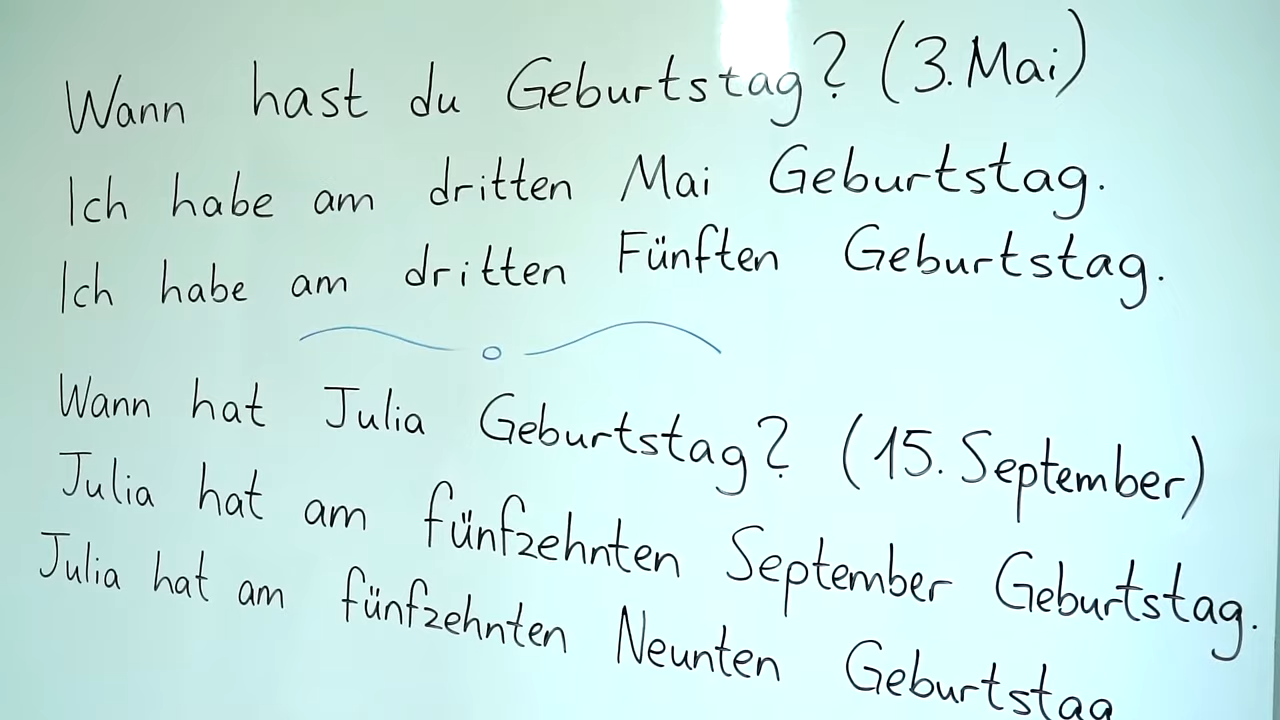 Wann hast du Geburtstag? (3. Mai)
Ich habe am dritten Mai Geburtstag.
Ich habe am dritten Fünften Geburtstag.
Wann hat Julia Geburtstag? (15. September)
Julia hat am fünfzehnten September Geburtstag.
Julia hat am fünfzehnten Neunten Geburtstag